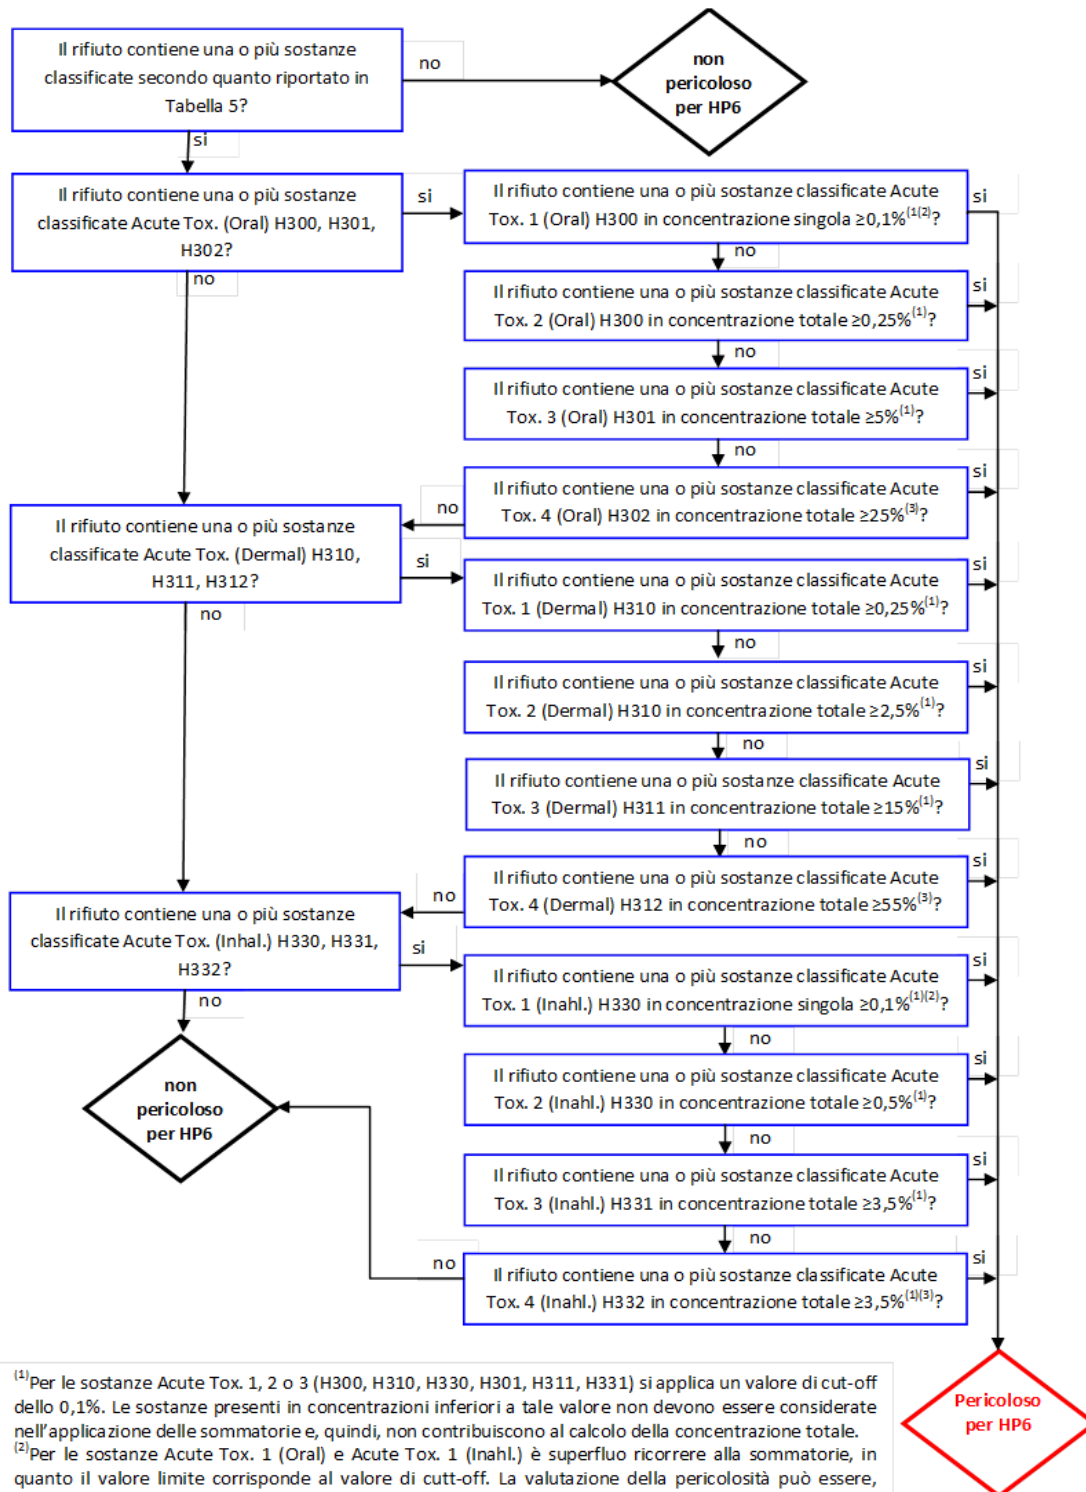 Il rifiuto contiene una o più sostanze
classificate secondo quanto riportato in
Tabella 5?
no
non
pericoloso
per HP6
si
Il rifiuto contiene una o più sostanze
classificate Acute Tox. (Oral) H300, H301,
H302?
si
Il rifiuto contiene una o più sostanze classificate Acute
Tox. 1 (Oral) H300 in concentrazione singola ≥0,1%(1(2)?
si
no
no
Il rifiuto contiene una o più sostanze classificate Acute
Tox. 2 (Oral) H300 in concentrazione totale ≥0,25%(1)?
si
no
Il rifiuto contiene una o più sostanze classificate Acute
Tox. 3 (Oral) H301 in concentrazione totale ≥5%(1)?
si
no
Il rifiuto contiene una o più sostanze classificate Acute
Tox. 4 (Oral) H302 in concentrazione totale ≥25%(3)?
si
no
Il rifiuto contiene una o più sostanze
classificate Acute Tox. (Dermal) H310,
H311, H312?
si
Il rifiuto contiene una o più sostanze classificate Acute
Tox. 1 (Dermal) H310 in concentrazione totale ≥0,25%(1)?
si
no
no
Il rifiuto contiene una o più sostanze classificate Acute
Tox. 2 (Dermal) H310 in concentrazione totale ≥2,5%(1)?
si
no
Il rifiuto contiene una o più sostanze classificate Acute
Tox. 3 (Dermal) H311 in concentrazione totale ≥15%(1)?
si
no
Il rifiuto contiene una o più sostanze classificate Acute
Tox. 4 (Dermal) H312 in concentrazione totale ≥55%(3)?
si
no
Il rifiuto contiene una o più sostanze
classificate Acute Tox. (Inhal.) H330, H331,
H332?
si
Il rifiuto contiene una o più sostanze classificate Acute
Tox. 1 (Inahl.) H330 in concentrazione singola ≥0,1%(1)(2)?
si
no
no
non
pericoloso
per HP6
Il rifiuto contiene una o più sostanze classificate Acute
Tox. 2 (Inahl.) H330 in concentrazione totale ≥0,5%(1)?
si
no
Il rifiuto contiene una o più sostanze classificate Acute
Tox. 3 (Inahl.) H331 in concentrazione totale ≥3,5%(1)?
si
no
Il rifiuto contiene una o più sostanze classificate Acute
Tox. 4 (Inahl.) H332 in concentrazione totale ≥3,5%(1)(3)?
si
no
Pericoloso
per HP6
(1)Per le sostanze Acute Tox. 1, 2 o 3 (H300, H310, H330, H301, H311, H331) si applica un valore di cut-off
dello 0,1%. Le sostanze presenti in concentrazioni inferiori a tale valore non devono essere considerate
nell'applicazione delle sommatorie e, quindi, non contribuiscono al calcolo della concentrazione totale.
(2)Per le sostanze Acute Tox. 1 (Oral) e Acute Tox. 1 (Inahl.) è superfluo ricorrere alla sommatorie, in
quanto il valore limite corrisponde al valore di cutt-off. La valutazione della pericolosità può essere,